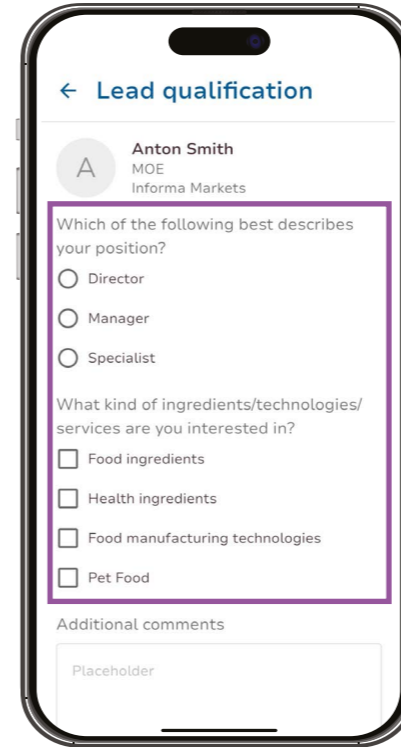 Lead qualification
A
Anton Smith
MOE
Informa Markets
Which of the following best describes
your position?
Director
Manager
Specialist
What kind of ingredients/technologies/
services are you interested in?
Food ingredients
Health ingredients
Food manufacturing technologies
Pet Food
Additional comments
Placeholder